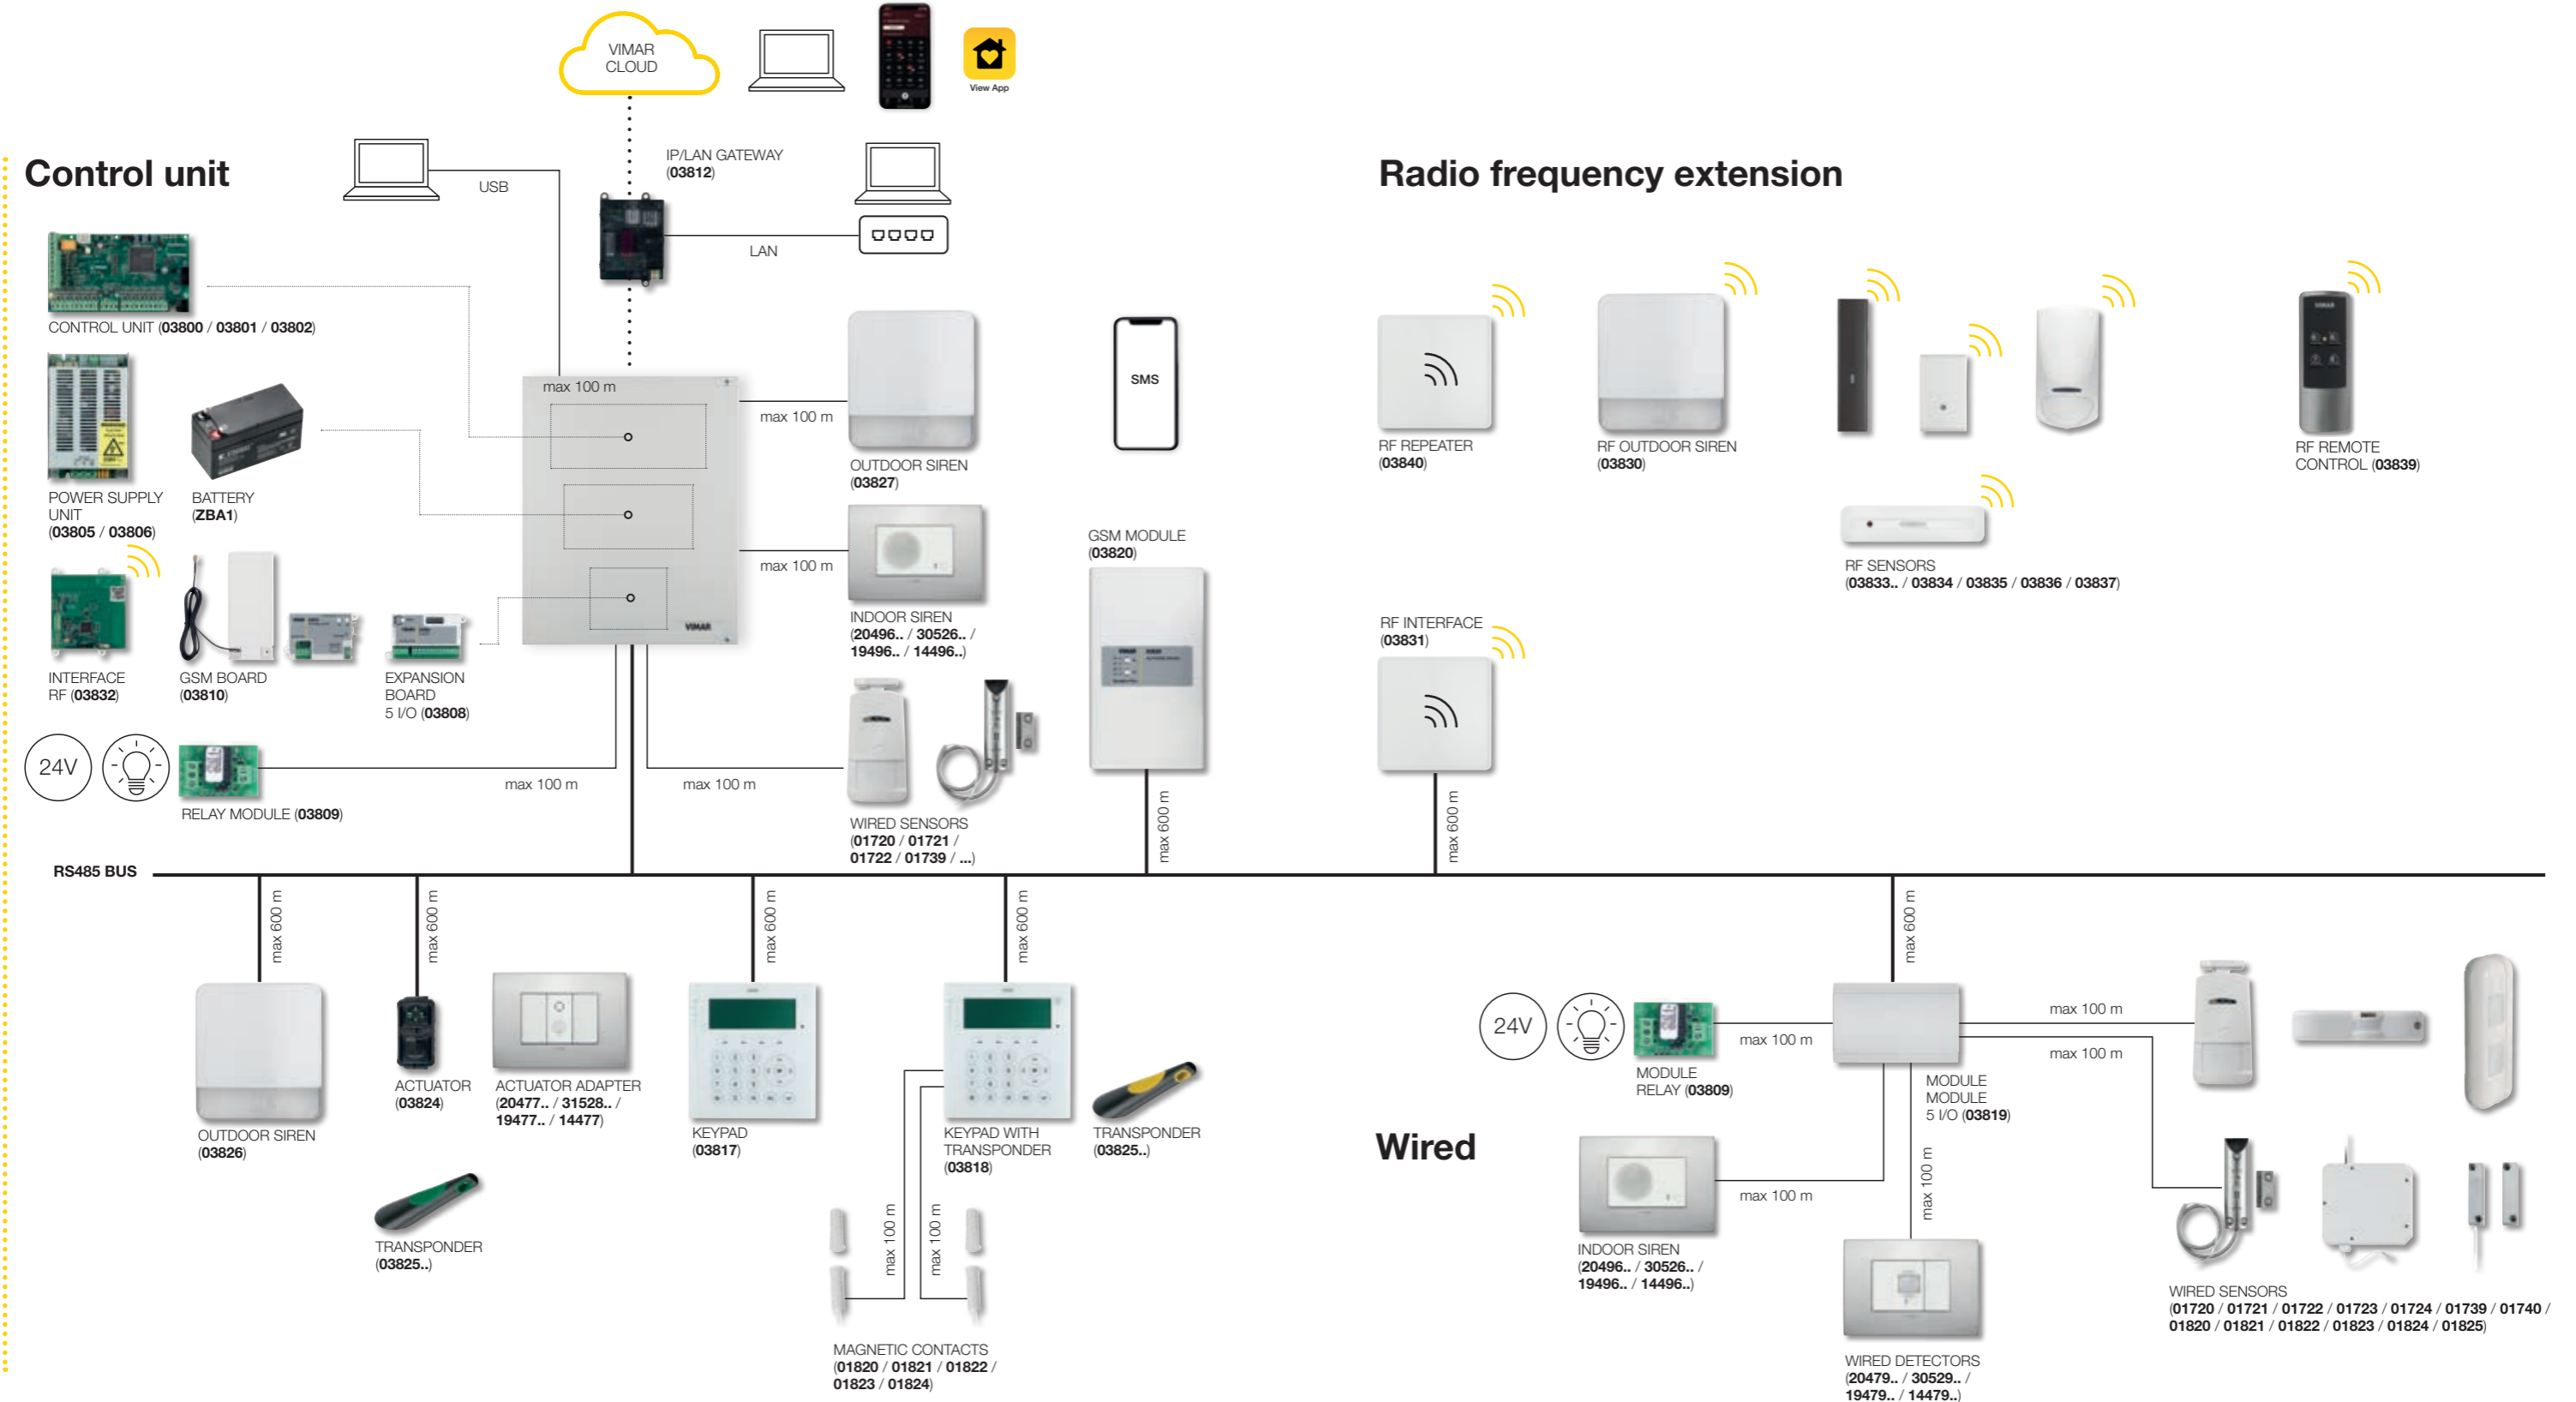 VIMAR
CLOUD
View App
Control unit
USB
IP/LAN GATEWAY
(03812)
LAN
Radio frequency extension
CONTROL UNIT (03800 / 03801 / 03802)
POWER SUPPLY
UNIT
(03805 / 03806)
BATTERY
(ZBA1)
INTERFACE
RF (03832)
GSM BOARD
(03810)
EXPANSION
BOARD
5 I/O (03808)
max 100 m
VIMAR
max 100 m
OUTDOOR SIREN
(03827)
max 100 m
INDOOR SIREN
(20496.. / 30526.. /
19496.. / 14496..)
SMS
GSM MODULE
(03820)
max 600 m
24V
RELAY MODULE (03809)
max 100 m
max 100 m
WIRED SENSORS
(01720 / 01721 /
01722 / 01739 / ...)
RF REPEATER
(03840)
RF OUTDOOR SIREN
(03830)
RF SENSORS
(03833.. / 03834 / 03835 / 03836 / 03837)
VIMAR
RF REMOTE
CONTROL (03839)
RF INTERFACE
(03831)
max 600 m
RS485 BUS
max 600 m
OUTDOOR SIREN
(03826)
max 600 m
ACTUATOR
(03824)
ACTUATOR ADAPTER
(20477.. / 31528.. /
19477.. / 14477)
TRANSPONDER
(03825..)
max 600 m
KEYPAD
(03817)
max 600 m
KEYPAD WITH
TRANSPONDER
(03818)
TRANSPONDER
(03825..)
max 100 m
max 100 m
MAGNETIC CONTACTS
(01820 / 01821 / 01822 /
01823 / 01824)
Wired
max 600 m
24V
MODULE
RELAY (03809)
max 100 m
MODULE
MODULE
5 I/O (03819)
max 100 m
max 100 m
max 100 m
max 100 m
INDOOR SIREN
(20496.. / 30526.. /
19496.. / 14496..)
WIRED DETECTORS
(20479.. / 30529.. /
19479.. / 14479..)
WIRED SENSORS
(01720 / 01721 / 01722 / 01723 / 01724 / 01739 / 01740 /
01820 / 01821 / 01822 / 01823 / 01824 / 01825)